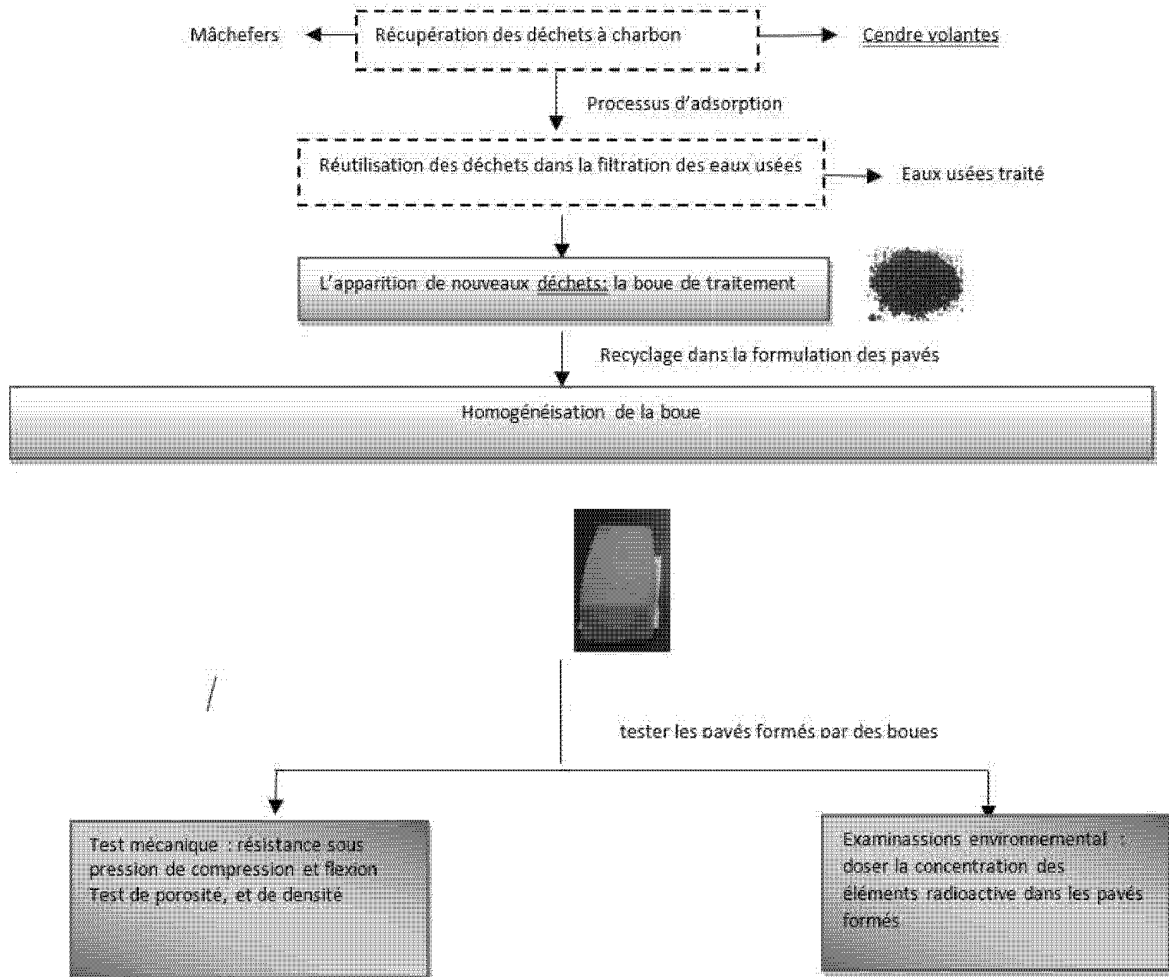 Mâchefers
Récupération des déchets à charbon
Cendre volantes
Processus d'adsorption
Réutilisation des déchets dans la filtration des eaux usées
Eaux usées traité
L'apparition de nouveaux déchets: la boue de traitement
Recyclage dans la formulation des pavés
Homogénéisation de la boue
/
tester les pavés formés par des boues
Test mécanique : résistance sous
pression de compression et flexion
Test de porosité, et de densité
Examinassions environnemental :
doser la concentration des
éléments radioactive dans les pavés
formés